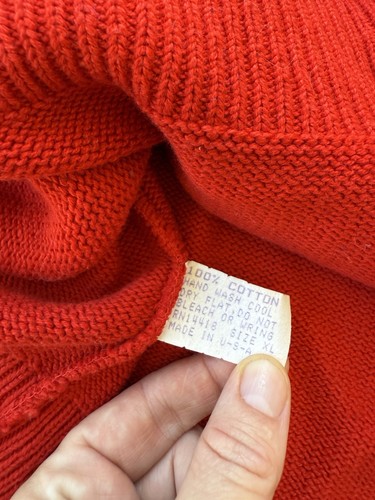 100% COTTON
HAND WASH COOL
DRY FLAT, DO NOT
BLEACH OR WRING
RN14418 SIZE XL
MADE IN U-S-A